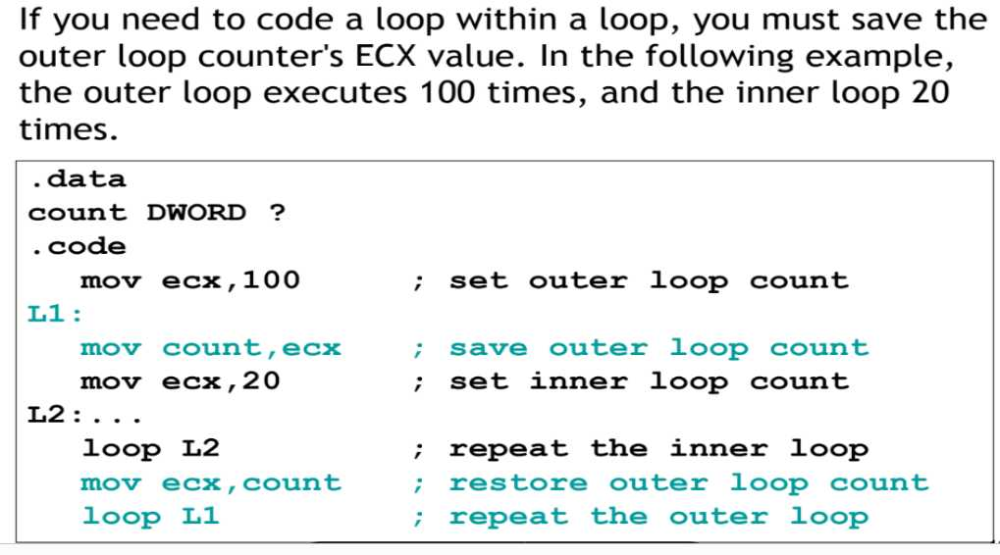 If you need to code a loop within a loop, you must save the
outer loop counter's ECX value. In the following example,
the outer loop executes 100 times, and the inner loop 20
times.
.data
count DWORD ?
.code
mov ecx,100 ; set outer loop count
L1:
mov count,ecx ; save outer loop count
mov ecx,20 ; set inner loop count
L2:...
loop L2 ; repeat the inner loop
mov ecx,count ; restore outer loop count
loop L1 ; repeat the outer loop